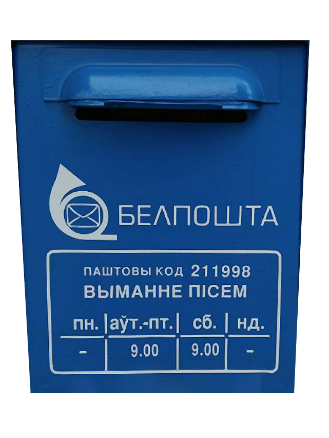 БЕЛПОШТА
ПАШТОВЫ КОД 211998
ВЫМАННЕ ПІСЕМ
пн. аўт.-пт. сб. нд.
- 9.00 9.00 -